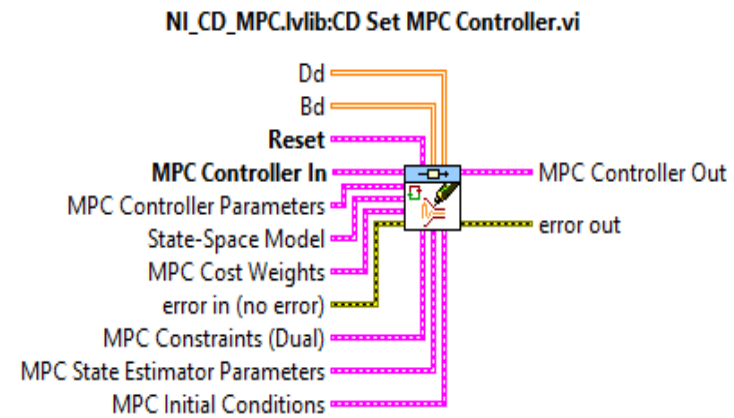 NI_CD_MPC.lvlib:CD Set MPC Controller.vi
Dd
Bd
Reset
MPC Controller In
MPC Controller Parameters
State-Space Model
MPC Cost Weights
error in (no error)
MPC Constraints (Dual)
MPC State Estimator Parameters
MPC Initial Conditions
MPC Controller Out
error out